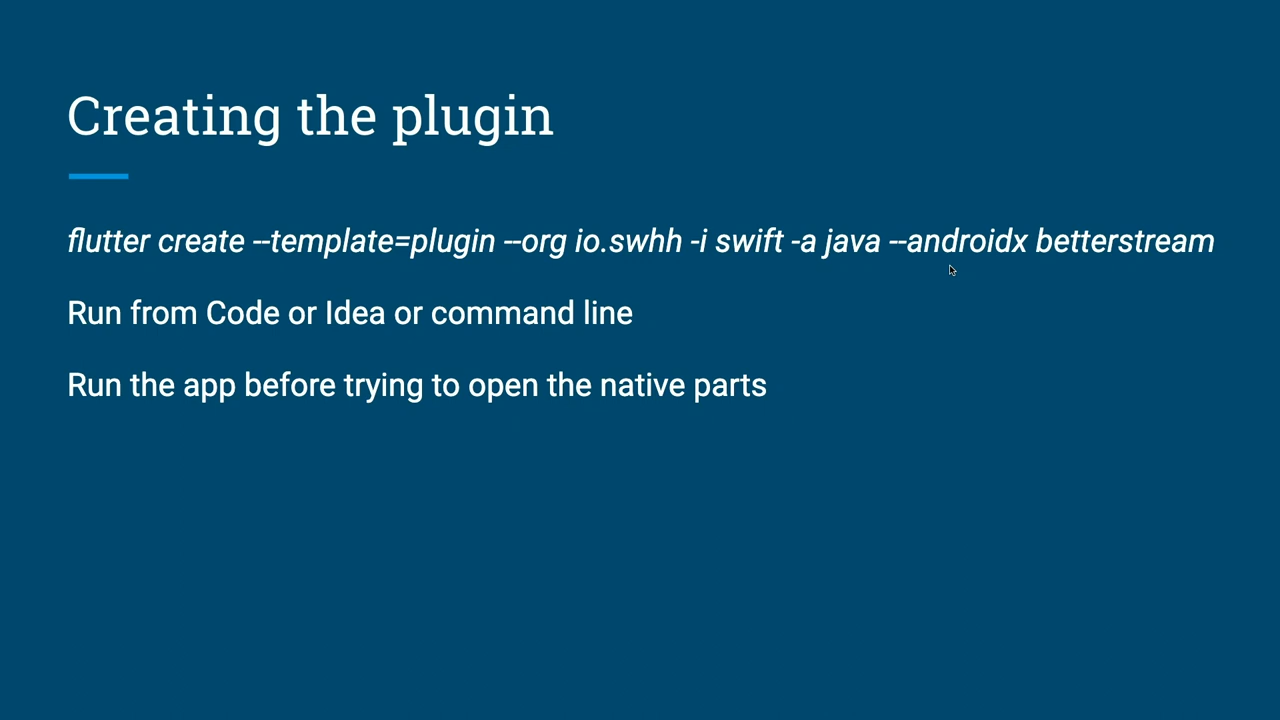 Creating the plugin
flutter create --template=plugin --org io.swhh -i swift -a java --androidx betterstream
Run from Code or Idea or command line
Run the app before trying to open the native parts